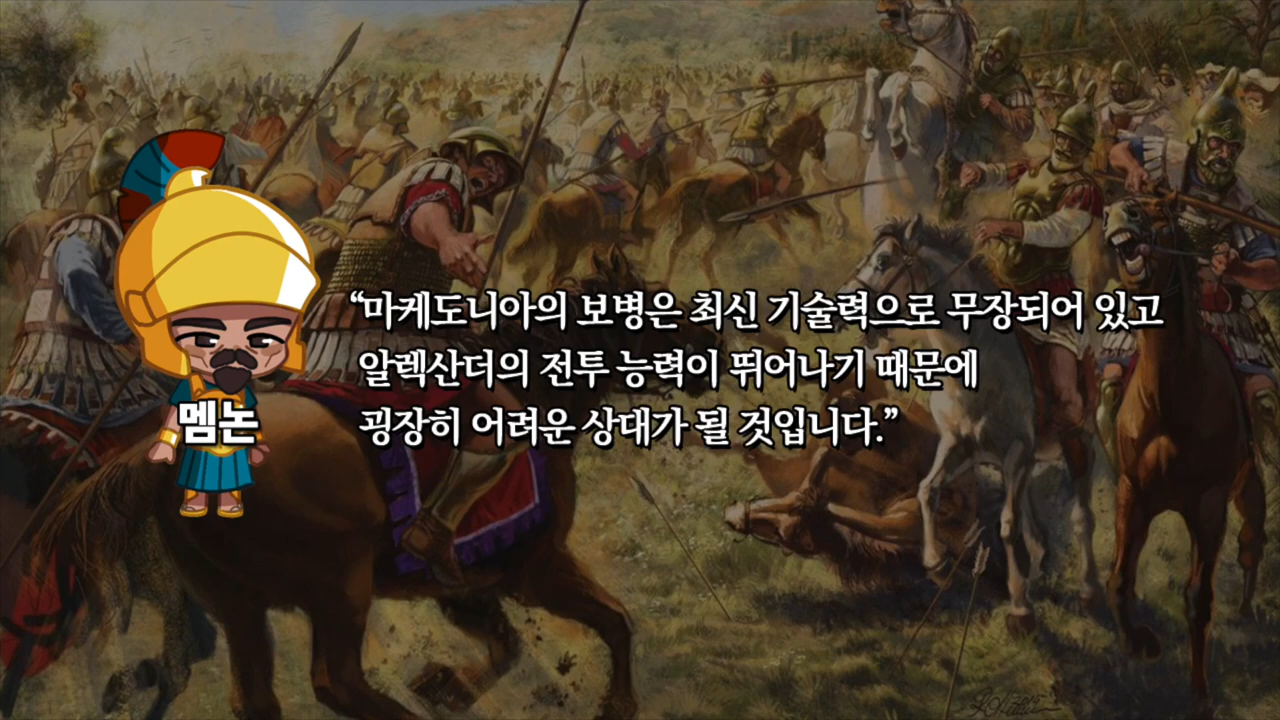 “마케도니아의 보병은 최신 기술력으로 무장되어 있고
알렉산더의 전투 능력이 뛰어나기 때문에
굉장히 어려운 상대가 될 것입니다.”
멤논